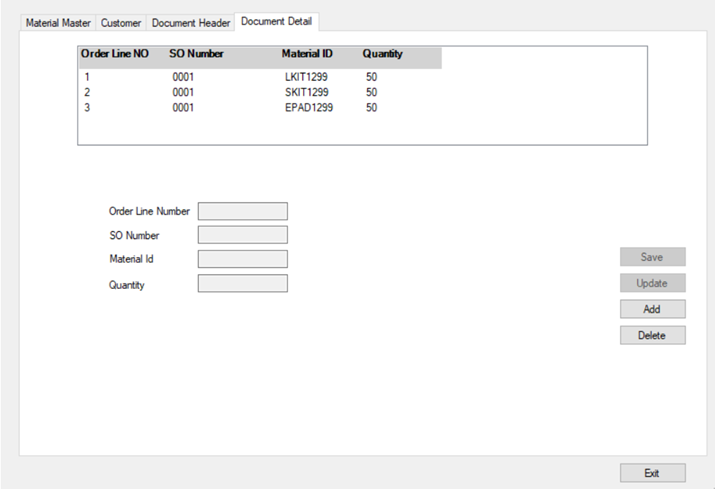 Material Master Customer Document Header Document Detail
Order Line NO SO Number Material ID Quantity
1 0001 LKIT1299 50
2 0001 SKIT1299 50
3 0001 EPAD1299 50
Order Line Number
SO Number
Material Id
Quantity
Save
Update
Add
Delete
Exit